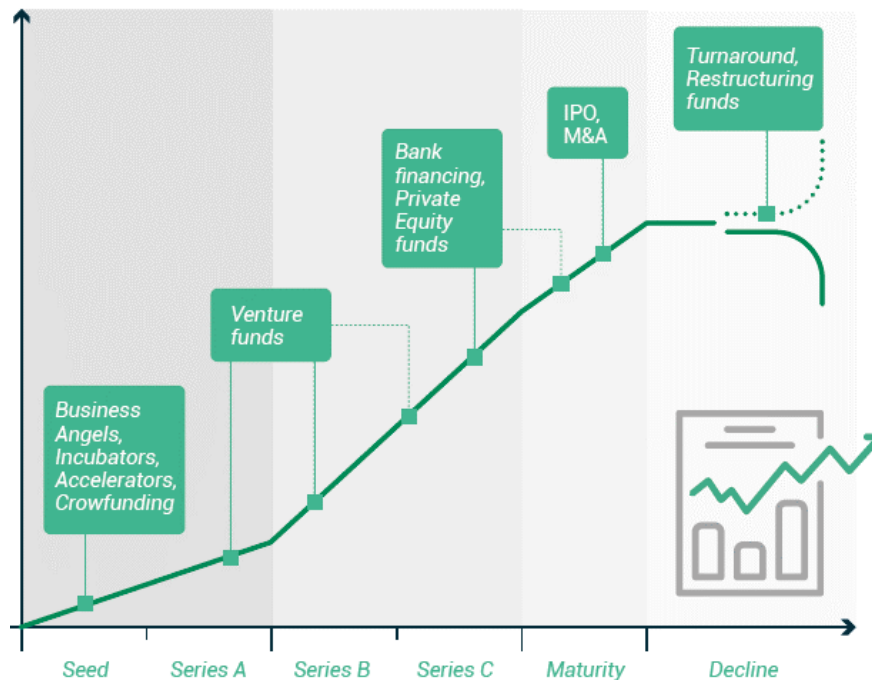 Turnaround,
Restructuring
funds
IPO,
M&A
Bank
financing,
Private
Equity
funds
Venture
funds
Business
Angels,
Incubators,
Accelerators,
Crowfunding
Seed
Series A
Series B
Series C
Maturity
Decline